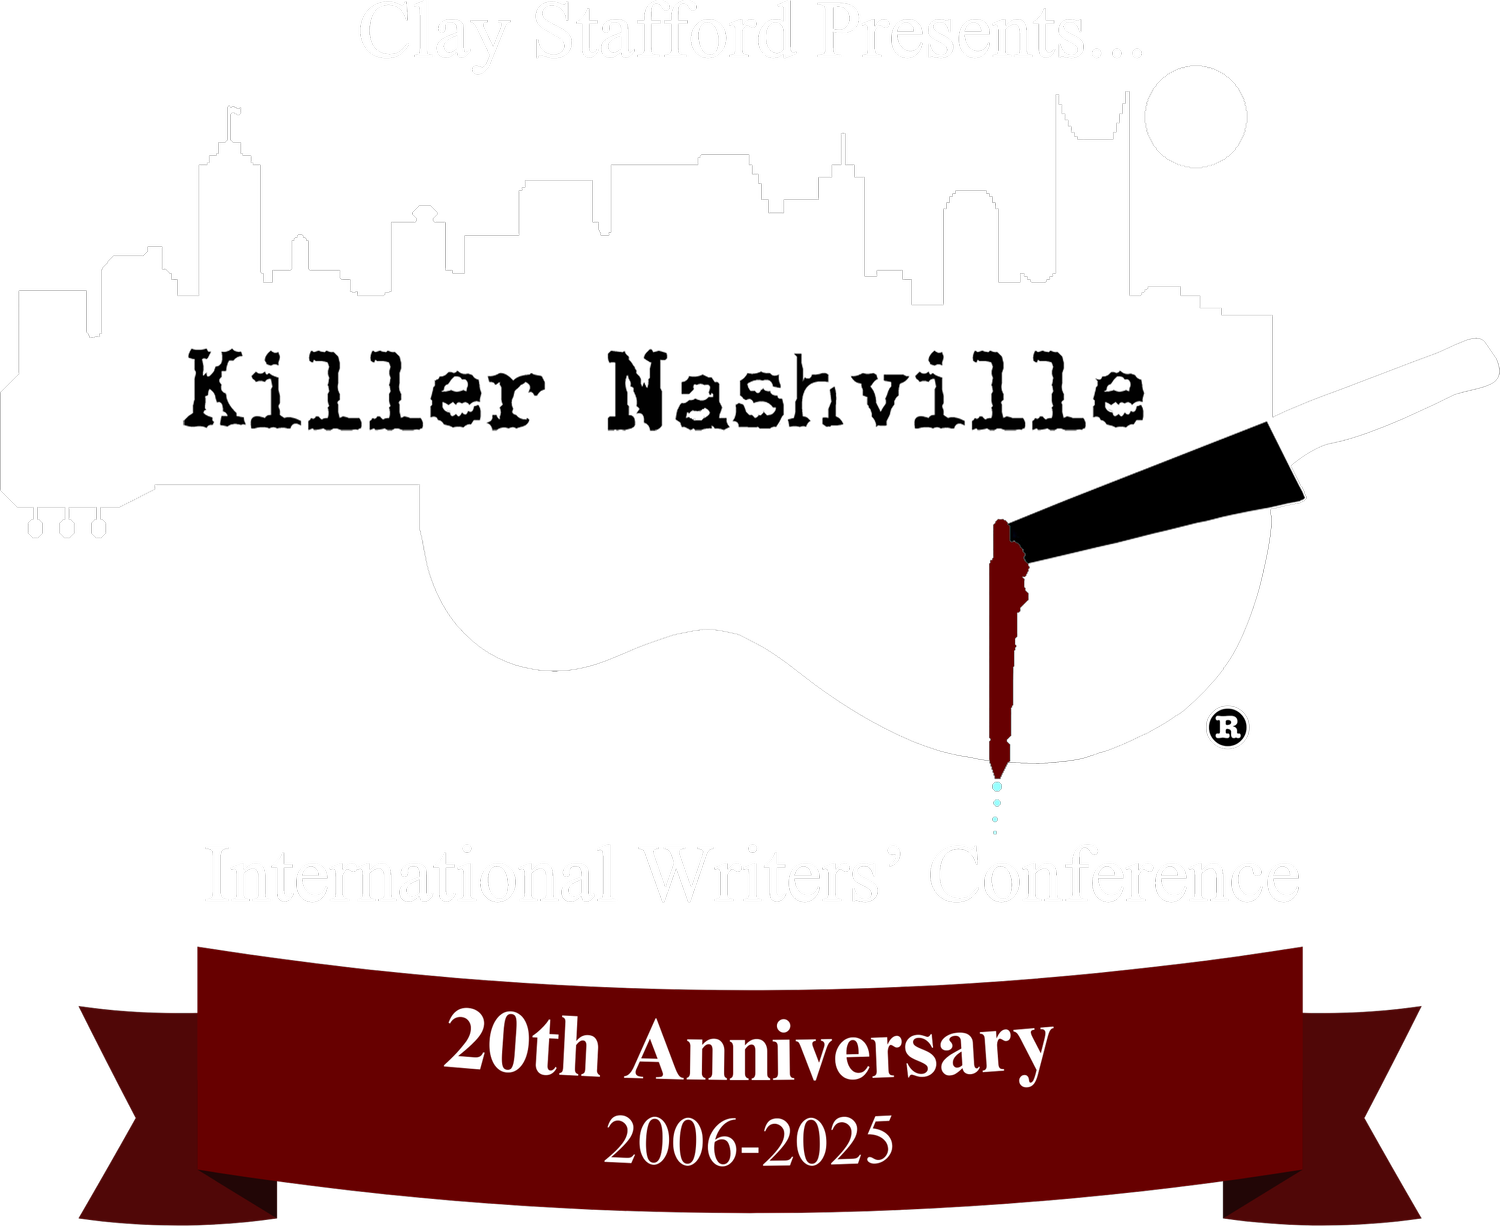 Clay Stafford Presents...
Killer Nashville
®
International Writers’ Conference
20th Anniversary
2006-2025